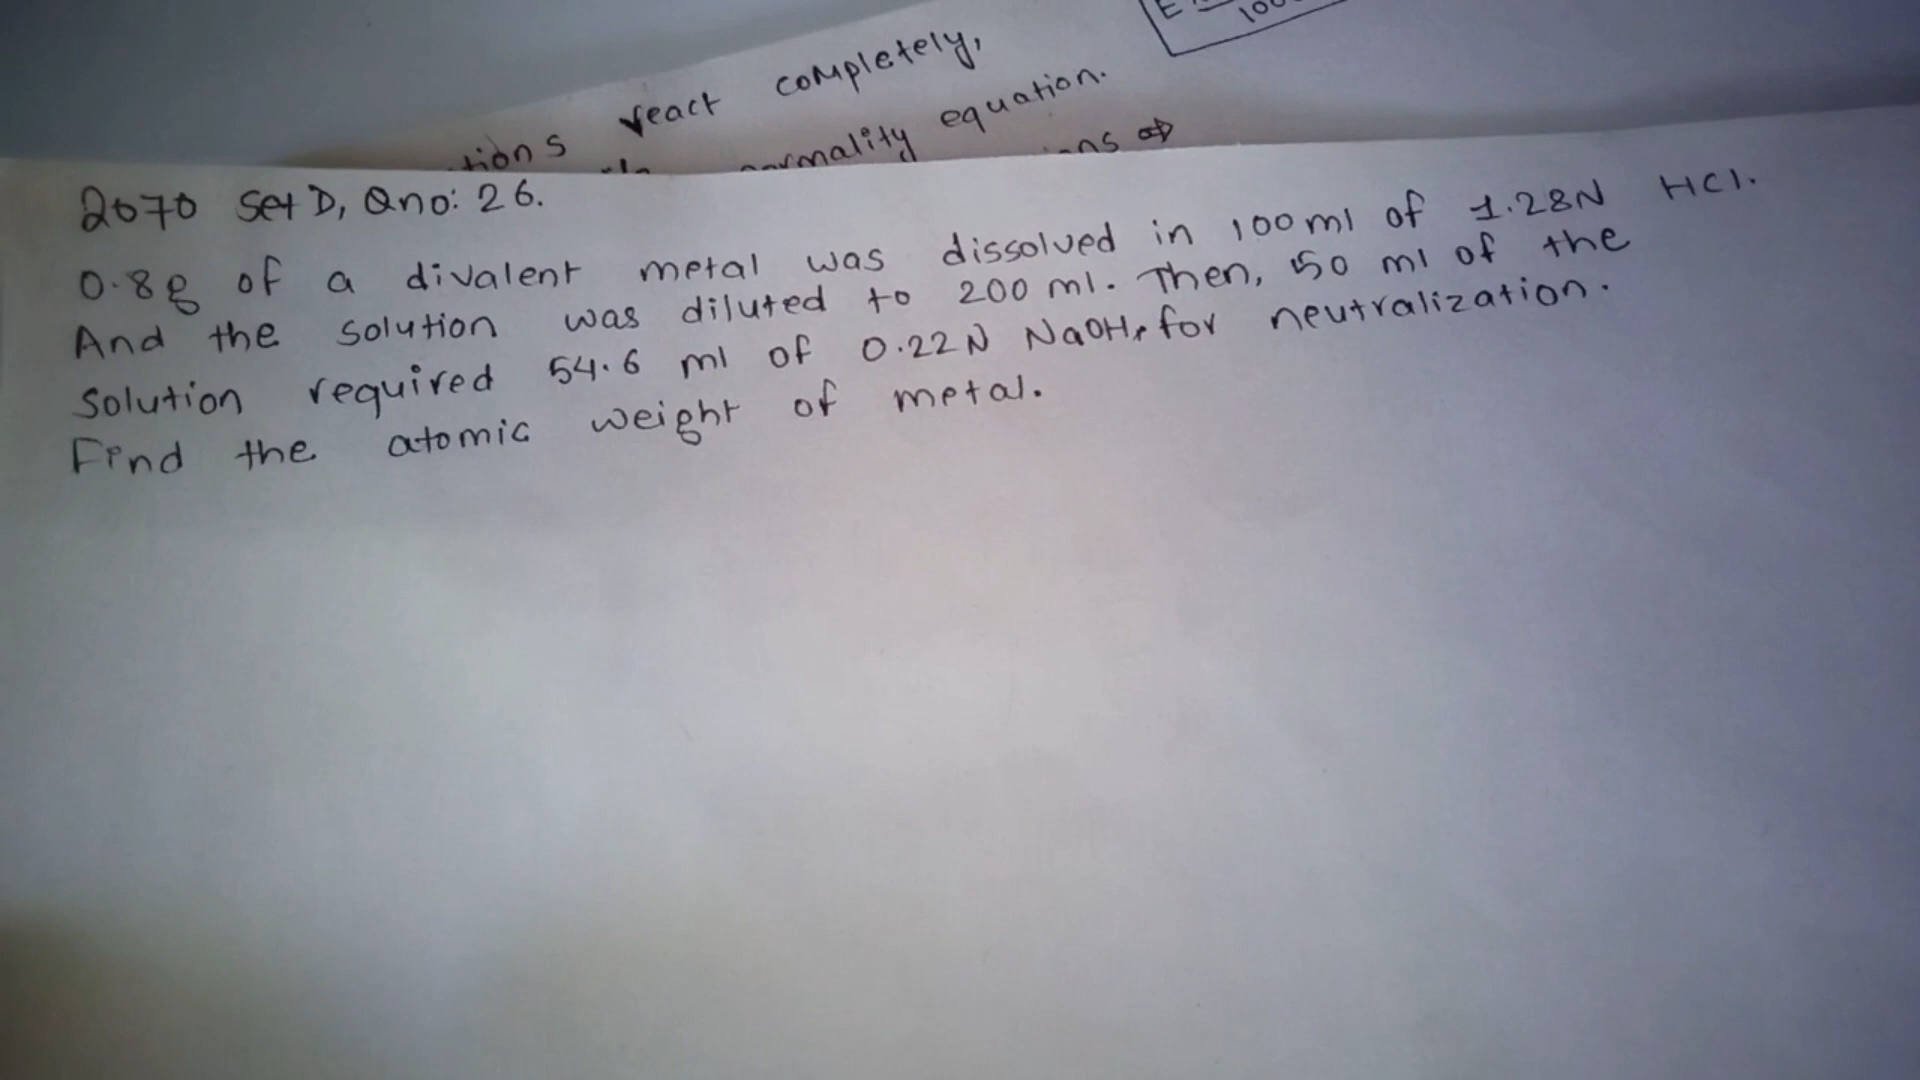 react completely,
tions
normality equation.
2070 Set D, Qno: 26.
0.8g of a divalent metal was dissolved in 100ml of 1.28N HCl.
And the solution was diluted to 200 ml. Then, 50 ml of the
Solution required 54.6 ml of 0.22N NaOH, for neutralization.
Find the atomic weight of metal.